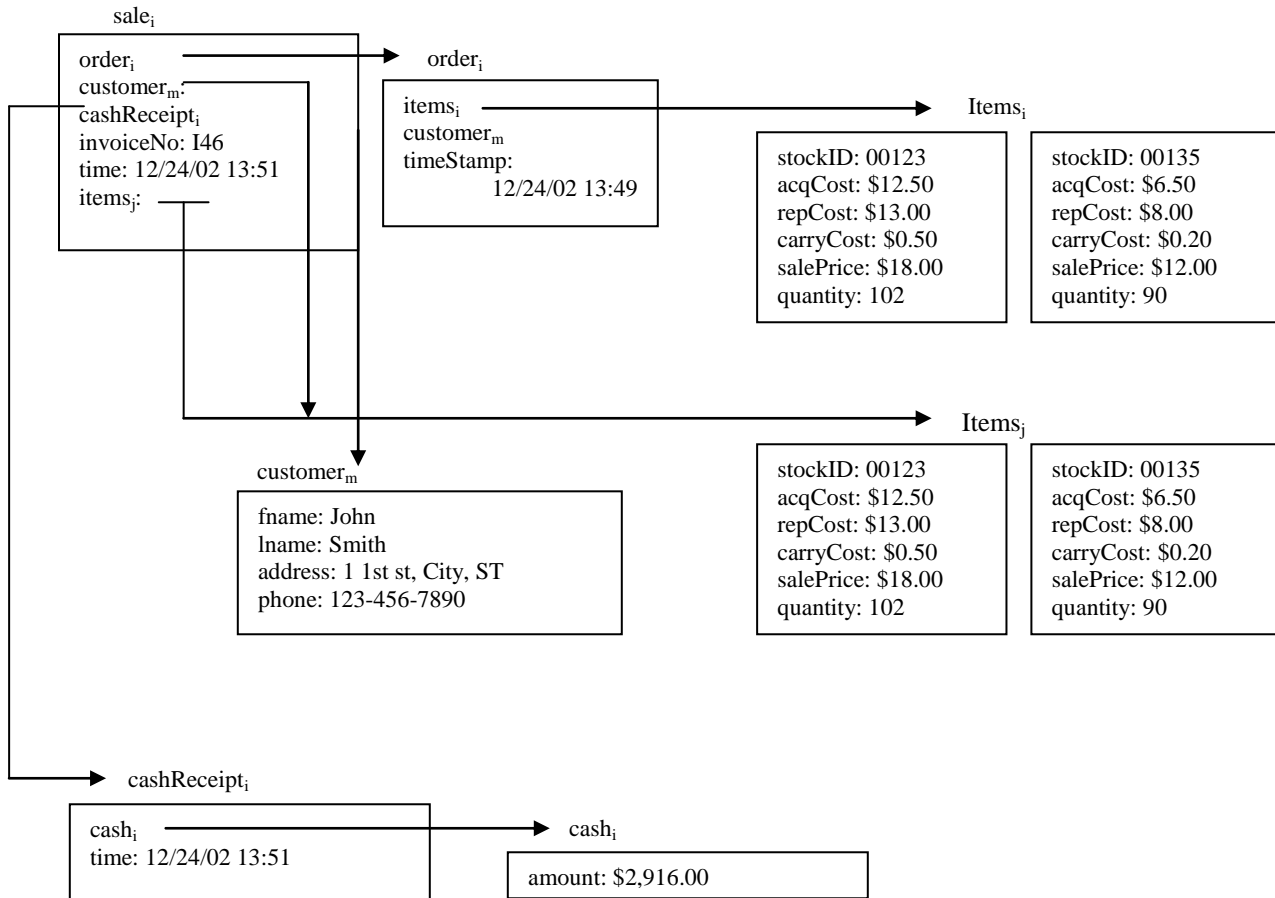 sale_i
order_i
customer_m:
cashReceipt_i
invoiceNo: I46
time: 12/24/02 13:51
items_j:
order_i
items_i
customer_m
timeStamp:
12/24/02 13:49
Items_i
stockID: 00123
acqCost: $12.50
repCost: $13.00
carryCost: $0.50
salePrice: $18.00
quantity: 102
stockID: 00135
acqCost: $6.50
repCost: $8.00
carryCost: $0.20
salePrice: $12.00
quantity: 90
Items_j
stockID: 00123
acqCost: $12.50
repCost: $13.00
carryCost: $0.50
salePrice: $18.00
quantity: 102
stockID: 00135
acqCost: $6.50
repCost: $8.00
carryCost: $0.20
salePrice: $12.00
quantity: 90
customer_m
fname: John
lname: Smith
address: 1 1st st, City, ST
phone: 123-456-7890
cashReceipt_i
cash_i
time: 12/24/02 13:51
cash_i
amount: $2,916.00